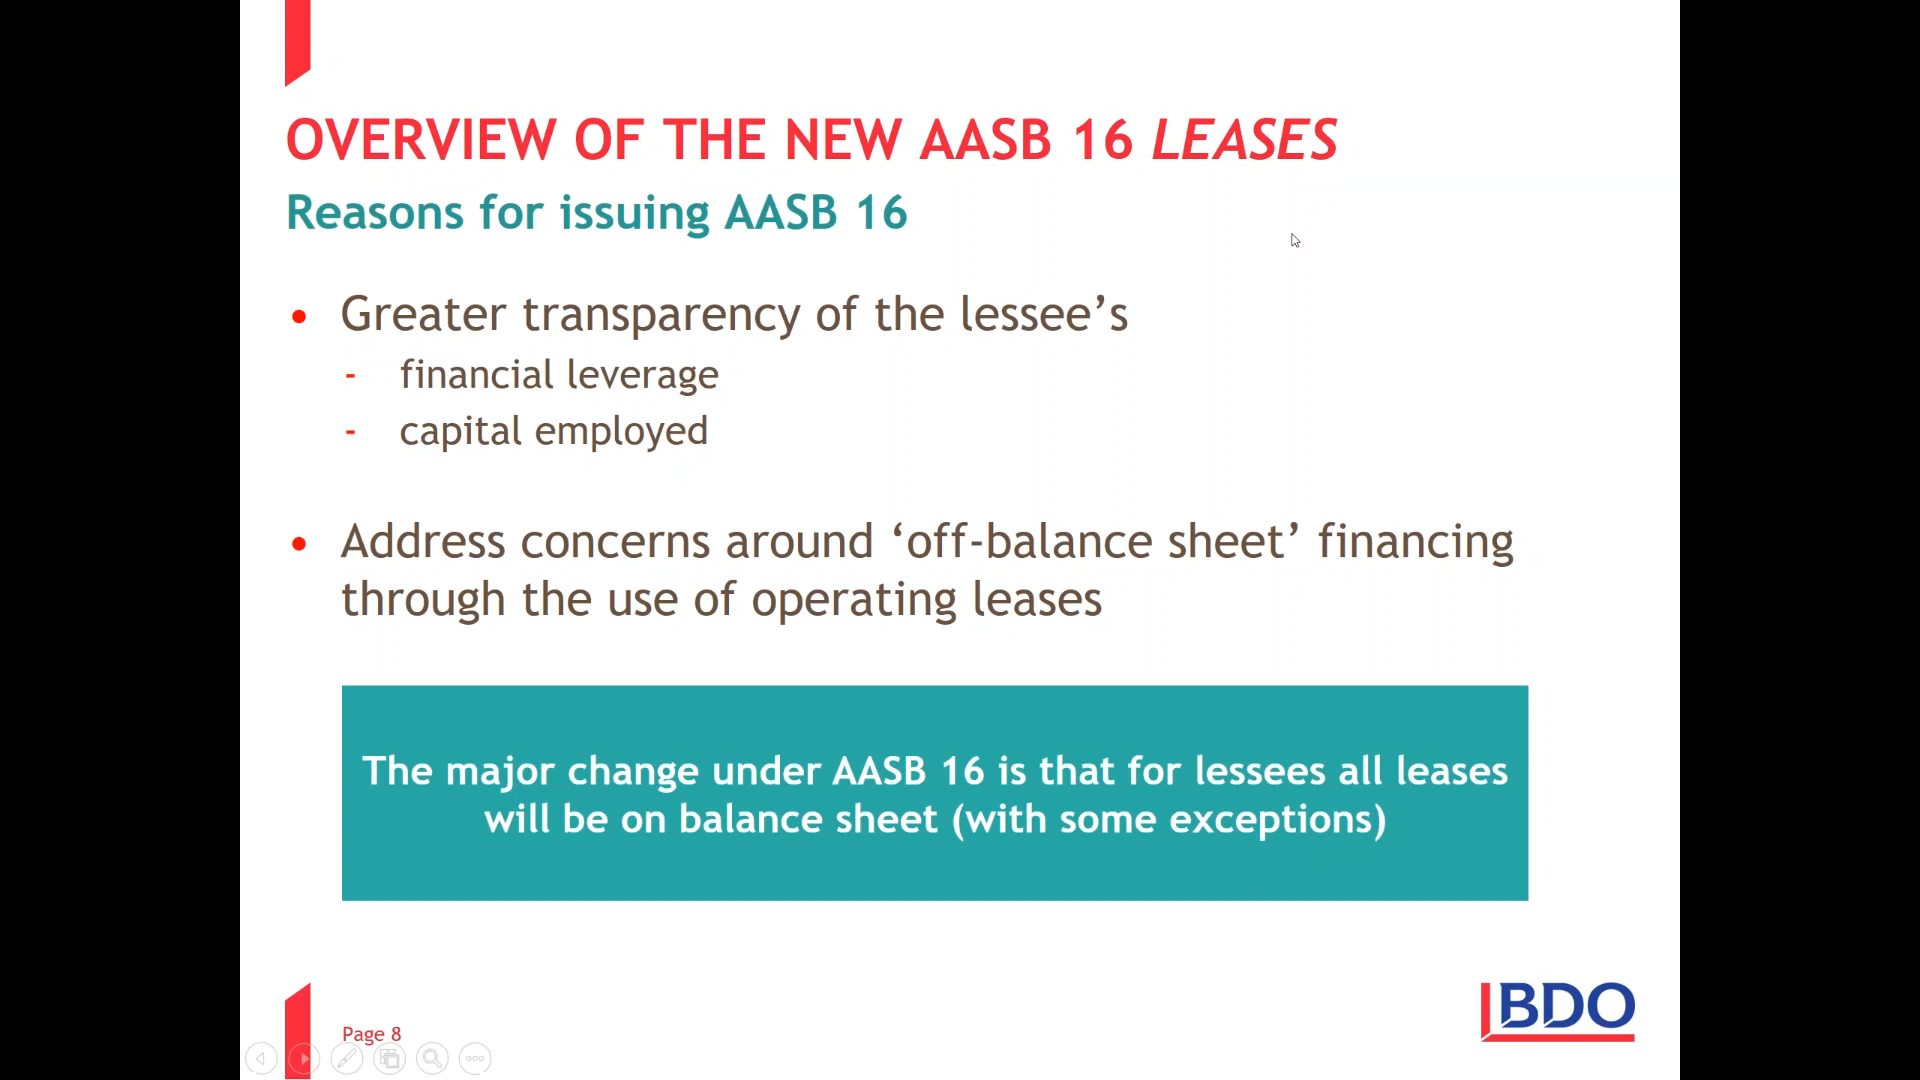 OVERVIEW OF THE NEW AASB 16 LEASES
Reasons for issuing AASB 16
• Greater transparency of the lessee’s
- financial leverage
- capital employed
• Address concerns around ‘off-balance sheet’ financing
through the use of operating leases
The major change under AASB 16 is that for lessees all leases
will be on balance sheet (with some exceptions)
Page 8
BDO